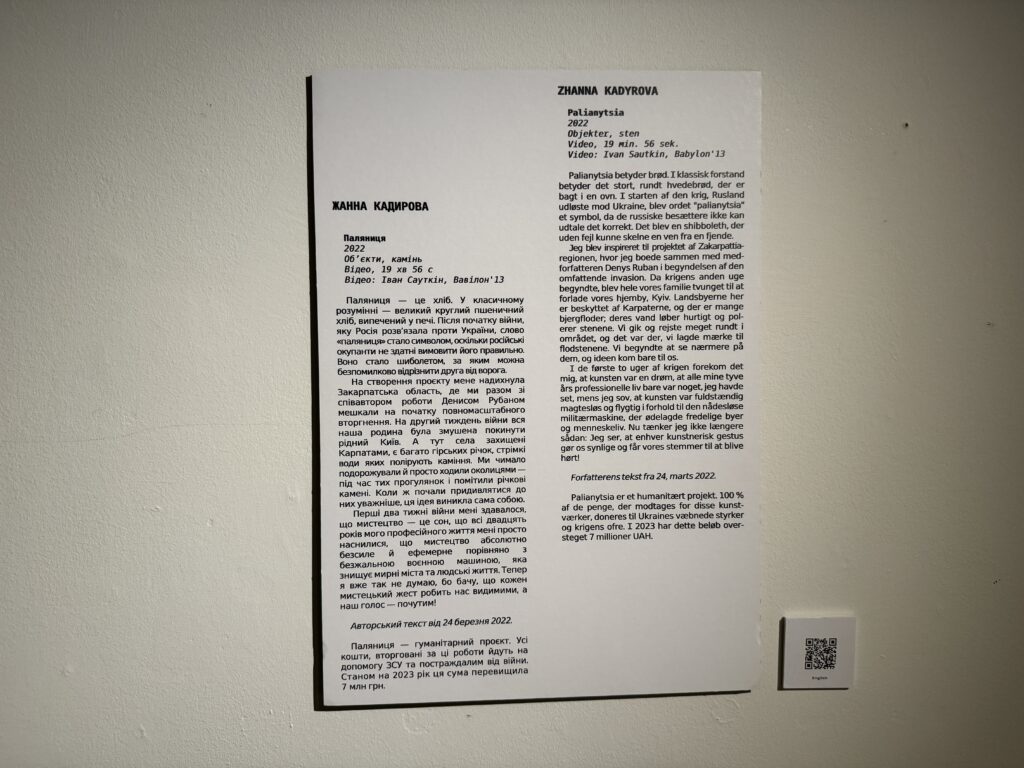 ЖАННА КАДИРОВА
Паляниця
2022
Об'єкти, камінь
Відео, 19 хв 56 с
Відео: Іван Сауткін, Вавілон'13
Паляниця — це хліб. У класичному
розумінні — великий круглий пшеничний
хліб, випечений у печі. Після початку війни,
яку Росія розв'язала проти України, слово
«паляниця» стало символом, оскільки російські
окупанти не здатні вимовити його правильно.
Воно стало шиболетом, за яким можна
безпомилково відрізнити друга від ворога.
На створення проєкту мене надихнула
Закарпатська область, де ми разом зі
співавтором роботи Денисом Рубаном
мешкали на початку повномасштабного
вторгнення. На другий тиждень війни вся
наша родина була змушена покинути
рідний Київ. А тут села захищені
Карпатами, є багато гірських річок, стрімкі
води яких полірують каміння. Ми чимало
подорожували й просто ходили околицями —
під час тих прогулянок і помітили річкові
камені. Коли ж почали придивлятися до
них уважніше, ця ідея виникла сама собою.
Перші два тижні війни мені здавалося,
що мистецтво — це сон, що всі двадцять
років мого професійного життя мені просто
наснилися, що мистецтво абсолютно
безсиле й ефемерне порівняно з
безжальною воєнною машиною, яка
знищує мирні міста та людські життя. Тепер
я вже так не думаю, бо бачу, що кожен
мистецький жест робить нас видимими, а
наш голос — почутим!
Авторський текст від 24 березня 2022.
Паляниця — гуманітарний проєкт. Усі
кошти, вторговані за ці роботи йдуть на
допомогу ЗСУ та постраждалим від війни.
Станом на 2023 рік ця сума перевищила
7 млн грн.
ZHANNA KADYROVA
Palianytsia
2022
Objekter, sten
Video, 19 min. 56 sek.
Video: Ivan Sautkin, Babylon'13
Palianytsia betyder brød. I klassisk forstand
betyder det stort, rundt hvedebrød, der er
bagt i en ovn. I starten af den krig, Rusland
udløste mod Ukraine, blev ordet "palianytsia"
et symbol, da de russiske besættere ikke kan
udtale det korrekt. Det blev en shibboleth, der
uden fejl kunne skelne en ven fra en fjende.
Jeg blev inspireret til projektet af Zakarpattia-
regionen, hvor jeg boede sammen med med-
forfatteren Denys Ruban i begyndelsen af den
omfattende invasion. Da krigens anden uge
begyndte, blev hele vores familie tvunget til at
forlade vores hjemby, Kyiv. Landsbyerne her
er beskyttet af Karpaterne, og der er mange
bjergfloder; deres vand løber hurtigt og pol-
erer stenene. Vi gik og rejste meget rundt i
området, og det var der, vi lagde mærke til
flodstenene. Vi begyndte at se nærmere på
dem, og ideen kom bare til os.
I de første to uger af krigen forekom det
mig, at kunsten var en drøm, at alle mine tyve
års professionelle liv bare var noget, jeg havde
set, mens jeg sov, at kunsten var fuldstændig
magtesløs og flygtig i forhold til den nådesløse
militærmaskine, der ødelagde fredelige byer
og menneskeliv. Nu tænker jeg ikke længere
sådan: Jeg ser, at enhver kunstnerisk gestus
gør os synlige og får vores stemmer til at blive
hørt!
Forfatterens tekst fra 24, marts 2022.
Palianytsia er et humanitært projekt. 100 %
af de penge, der modtages for disse kunst-
værker, doneres til Ukraines væbnede styrker
og krigens ofre. I 2023 har dette beløb over-
steget 7 millioner UAH.
English